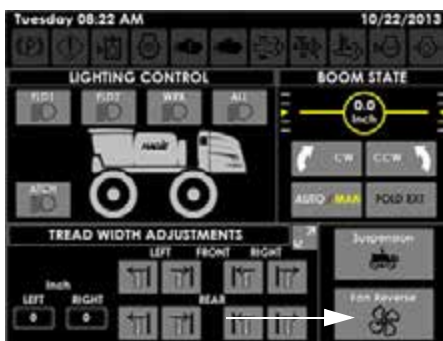 Tuesday 08:22 AM 10/22/2013
(P)
LIGHTING CONTROL
FLD1 FLD2 WRK ALL
HAGIE
ATCH
BOOM STATE
0.0
Inch
CW CCW
AUTO / MAN FOLD EXT
TREAD WIDTH ADJUSTMENTS
LEFT FRONT RIGHT
Inch
LEFT RIGHT
0 0
REAR
Suspension
Fan Reverse